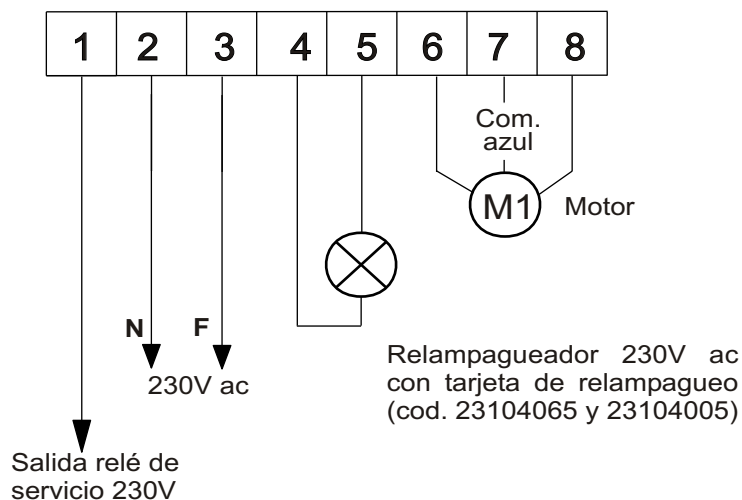 1 2 3 4 5 6 7 8
Com.
azul
M1 Motor
N F
230V ac
Relampagueador 230V ac
con tarjeta de relampagueo
(cod. 23104065 y 23104005)
Salida relé de
servicio 230V